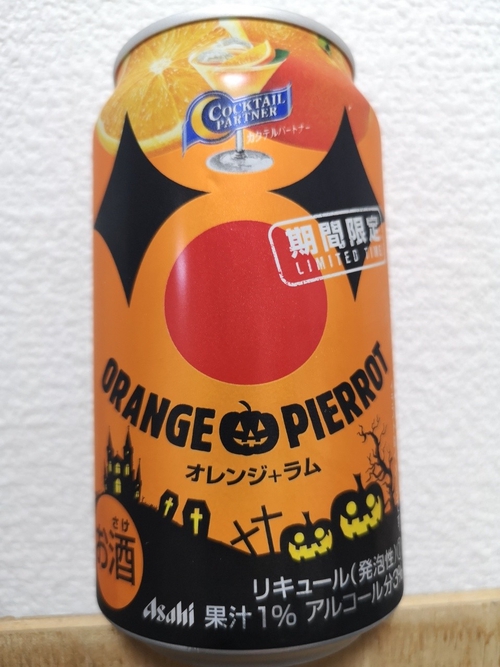 COCKTAIL
PARTNER
カクテルパートナー
期間限定
LIMITED TIME
ORANGE PIERROT
オレンジ+ラム
さけ
お酒
リキュール(発泡性)
Asahi 果汁1% アルコール分3%